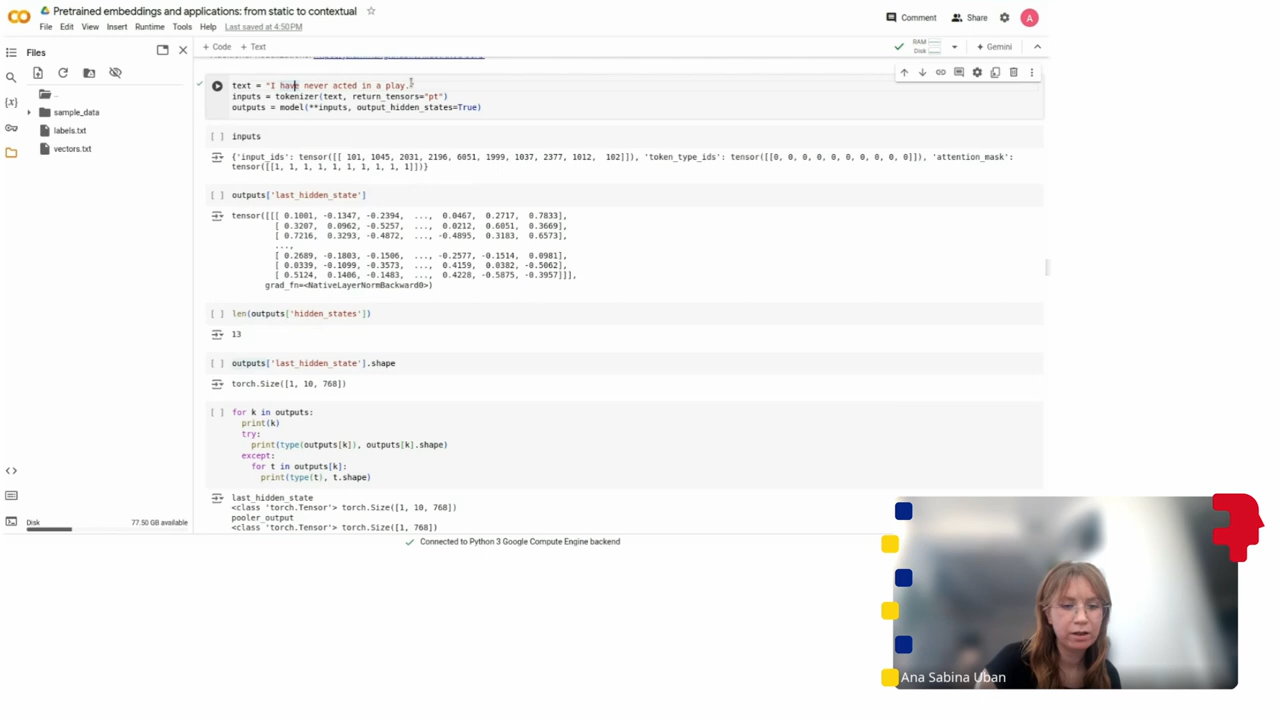 Pretrained embeddings and applications: from static to contextual
Comment
Share
A
File Edit View Insert Runtime Tools Help Last saved at 4:50 PM
Files
+ Code + Text
RAM
Disk
Gemini
text = "I have never acted in a play."
inputs = tokenizer(text, return_tensors="pt")
outputs = model(**inputs, output_hidden_states=True)
..
sample_data
labels.txt
vectors.txt
[ ] inputs
{'input_ids': tensor([[ 101, 1045, 2031, 2196, 6051, 1999, 1037, 2377, 1012, 102]]), 'token_type_ids': tensor([[0, 0, 0, 0, 0, 0, 0, 0, 0, 0]]), 'attention_mask':
tensor([[1, 1, 1, 1, 1, 1, 1, 1, 1, 1]])}
[ ] outputs['last_hidden_state']
tensor([[[ 0.1001, -0.1347, -0.2394, ..., 0.0467, 0.2717, 0.7833],
[ 0.3207, 0.0962, -0.5257, ..., 0.0212, 0.6051, 0.3669],
[ 0.7216, 0.3293, -0.4872, ..., -0.4895, 0.3183, 0.6573],
...,
[ 0.2689, -0.1803, -0.1506, ..., -0.2577, -0.1514, 0.0981],
[ 0.0339, -0.1099, -0.3573, ..., 0.4159, 0.0382, -0.5062],
[ 0.5124, 0.1406, -0.1483, ..., 0.4228, -0.5875, -0.3957]]],
grad_fn=<NativeLayerNormBackward0>)
[ ] len(outputs['hidden_states'])
13
[ ] outputs['last_hidden_state'].shape
torch.Size([1, 10, 768])
[ ] for k in outputs:
print(k)
try:
print(type(outputs[k]), outputs[k].shape)
except:
for t in outputs[k]:
print(type(t), t.shape)
last_hidden_state
<class 'torch.Tensor'> torch.Size([1, 10, 768])
pooler_output
<class 'torch.Tensor'> torch.Size([1, 768])
Disk 77.50 GB available
Connected to Python 3 Google Compute Engine backend
Ana Sabina Uban